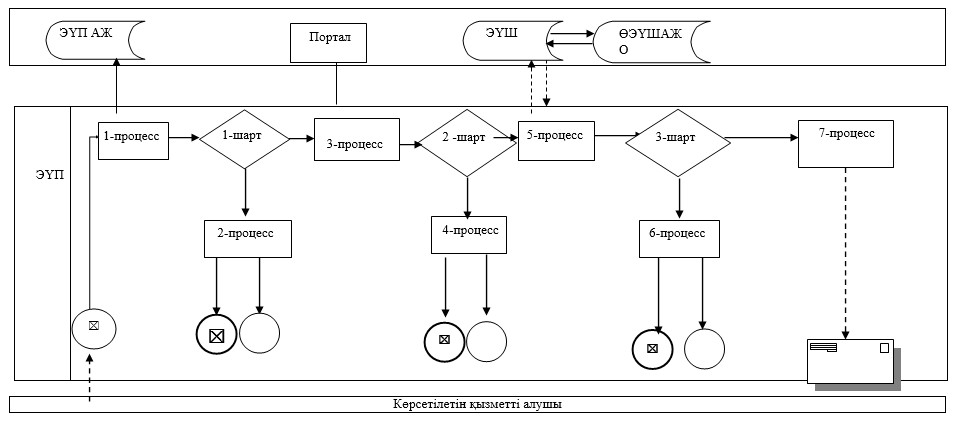 ЭҮП АЖ
Портал
ЭҮШ
ӨЭҮШАЖ
О
1-процесс
1-шарт
3-процесс
2 -шарт
5-процесс
3-шарт
7-процесс
ЭҮП
2-процесс
4-процесс
6-процесс
Көрсетілетін қызметті алушы